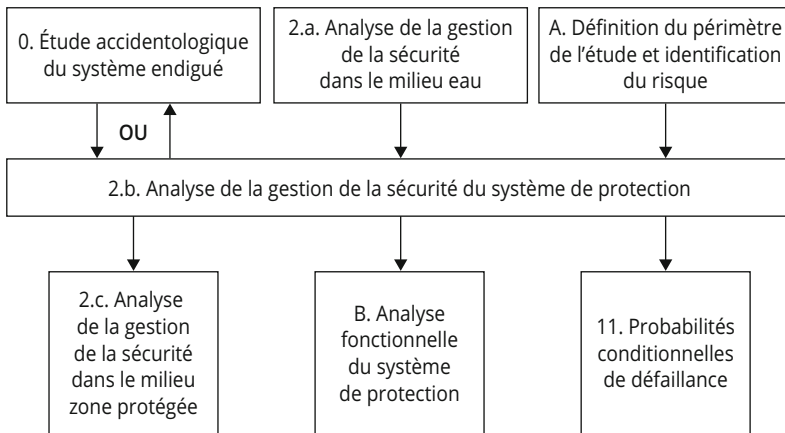 0. Étude accidentologique
du système endigué
2.a. Analyse de la gestion
de la sécurité
dans le milieu eau
A. Définition du périmètre
de l’étude et identification
du risque
OU
2.b. Analyse de la gestion de la sécurité du système de protection
2.c. Analyse
de la gestion
de la sécurité
dans le milieu
zone protégée
B. Analyse
fonctionnelle
du système
de protection
11. Probabilités
conditionnelles
de défaillance